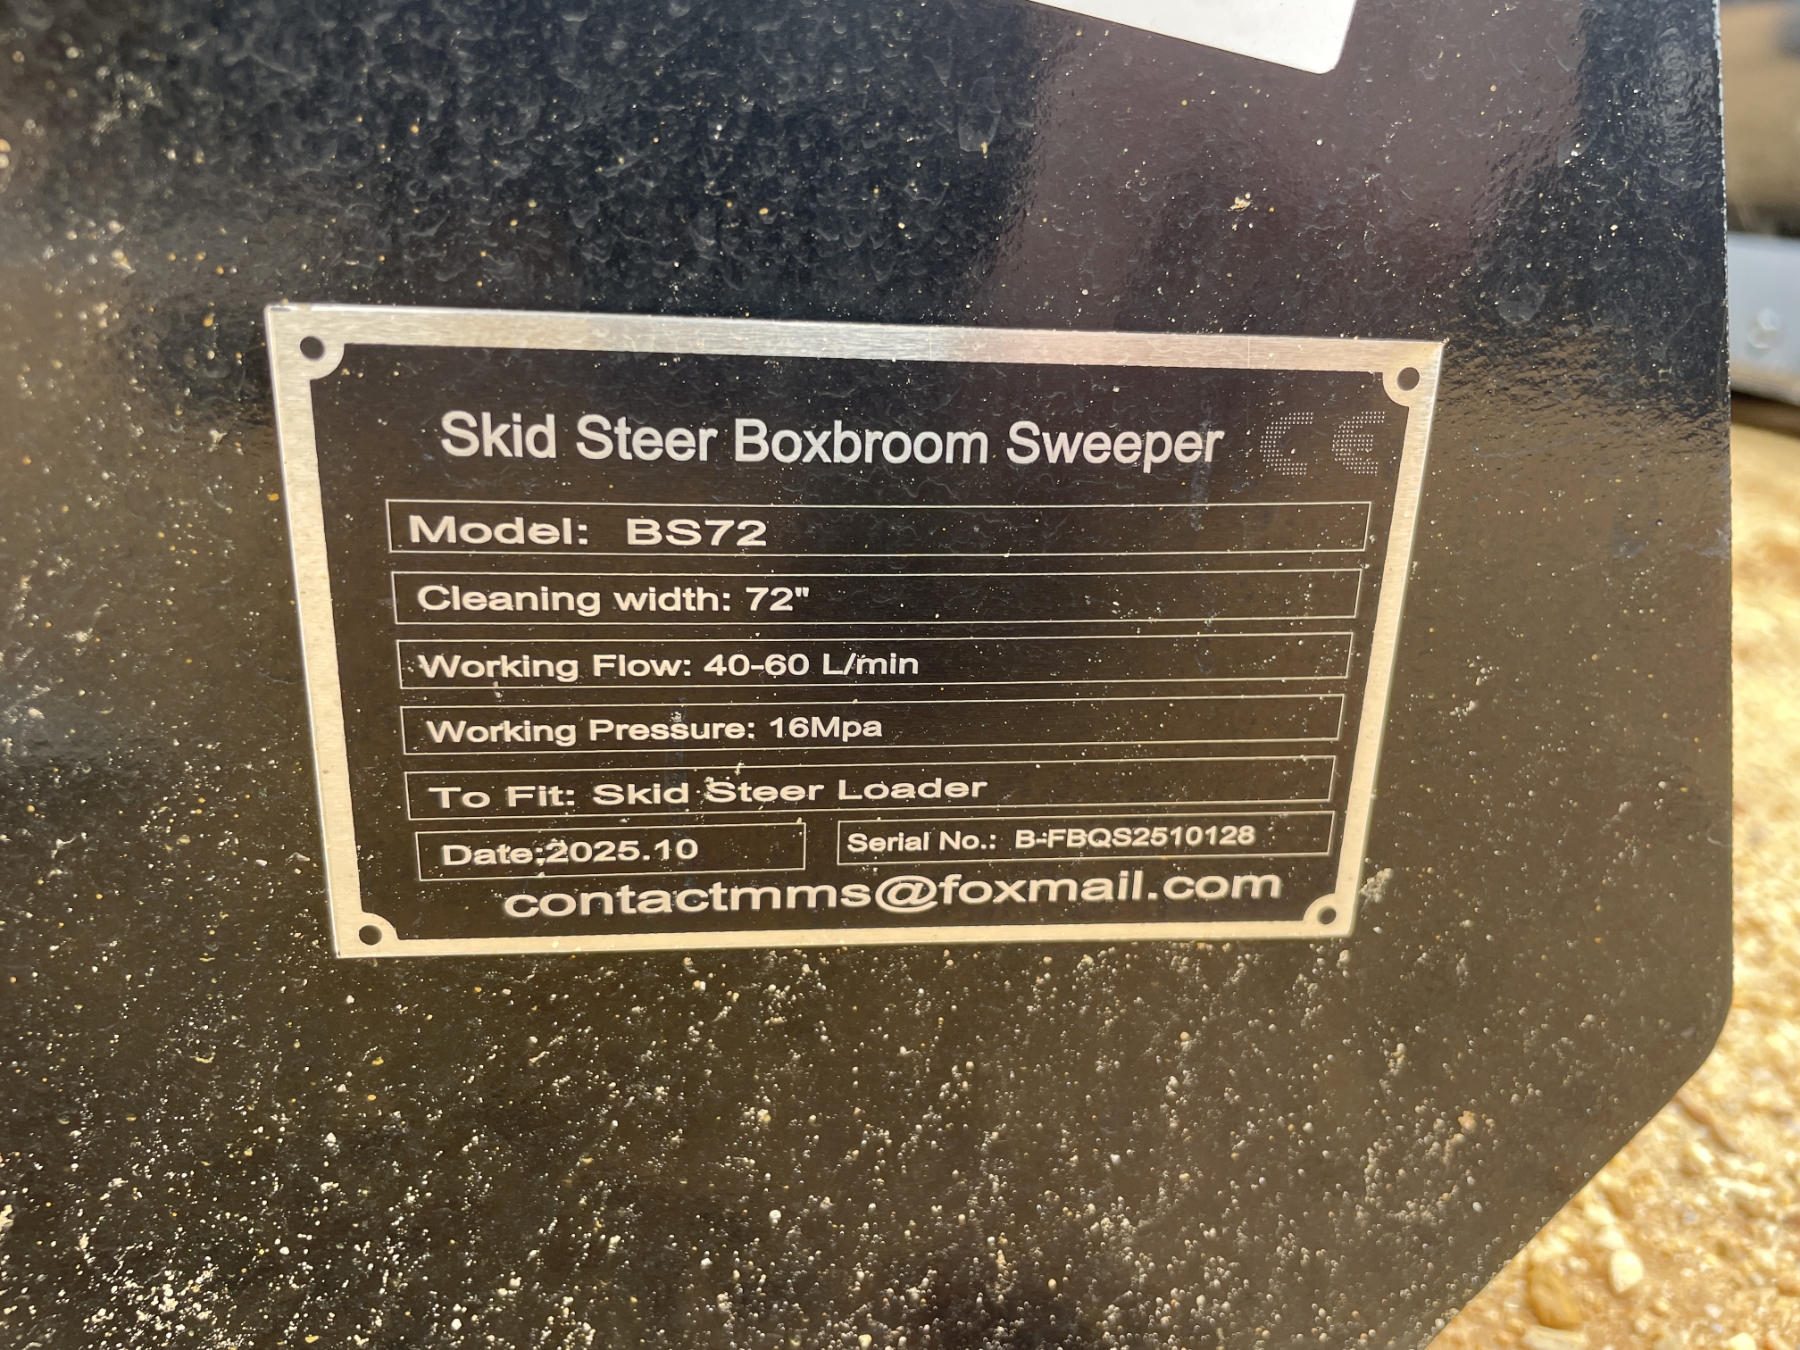 Skid Steer Boxbroom Sweeper CE
Model: BS72
Cleaning width: 72"
Working Flow: 40-60 L/min
Working Pressure: 16Mpa
To Fit: Skid Steer Loader
Date:2025.10 Serial No.: B-FBQS2510128
contactmms@foxmail.com